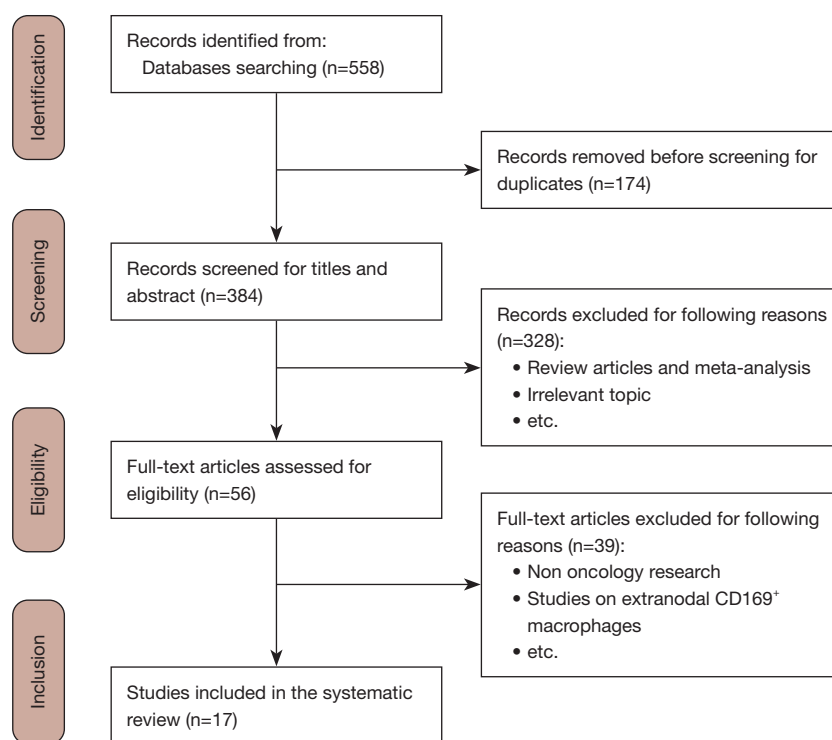 Identification
Records identified from:
Databases searching (n=558)
Records removed before screening for
duplicates (n=174)
Screening
Records screened for titles and
abstract (n=384)
Records excluded for following reasons
(n=328):
• Review articles and meta-analysis
• Irrelevant topic
• etc.
Eligibility
Full-text articles assessed for
eligibility (n=56)
Full-text articles excluded for following
reasons (n=39):
• Non oncology research
• Studies on extranodal CD169⁺
macrophages
• etc.
Inclusion
Studies included in the systematic
review (n=17)